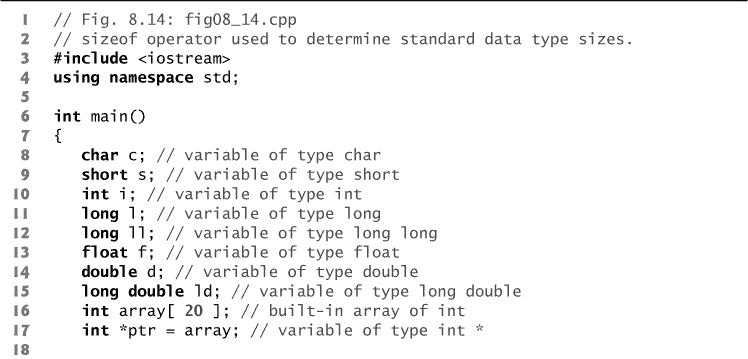 1 // Fig. 8.14: fig08_14.cpp
2 // sizeof operator used to determine standard data type sizes.
3 #include <iostream>
4 using namespace std;
5
6 int main()
7 {
8    char c; // variable of type char
9    short s; // variable of type short
10    int i; // variable of type int
11    long l; // variable of type long
12    long ll; // variable of type long long
13    float f; // variable of type float
14    double d; // variable of type double
15    long double ld; // variable of type long double
16    int array[ 20 ]; // built-in array of int
17    int *ptr = array; // variable of type int *
18